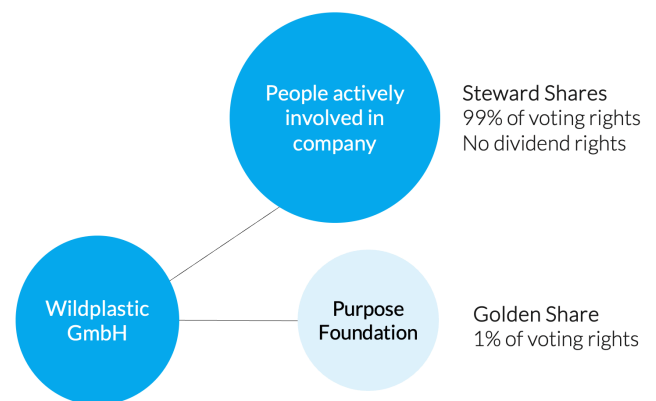 People actively
involved in
company
Steward Shares
99% of voting rights
No dividend rights
Wildplastic
GmbH
Purpose
Foundation
Golden Share
1% of voting rights